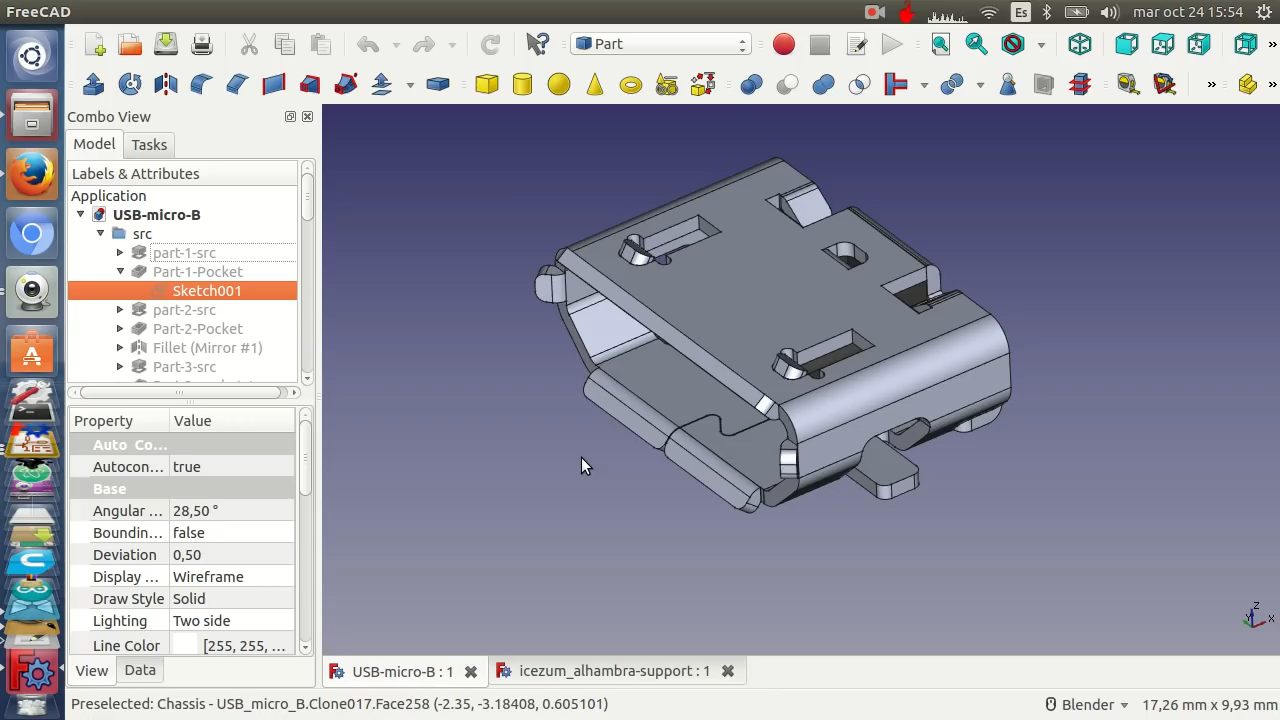 FreeCAD
Es
mar oct 24 15:54
Part
»
»
»
»
Combo View
Model
Tasks
Labels & Attributes
Application
USB-micro-B
src
part-1-src
Part-1-Pocket
Sketch001
part-2-src
Part-2-Pocket
Fillet (Mirror #1)
Part-3-src
Property Value
Auto Co...
Autocon... true
Base
Angular ... 28,50 °
Boundin... false
Deviation 0,50
Display ... Wireframe
Draw Style Solid
Lighting Two side
Line Color [255, 255, ...
View
Data
Z
Y
X
USB-micro-B : 1
icezum_alhambra-support : 1
Preselected: Chassis - USB_micro_B.Clone017.Face258 (-2.35, -3.18408, 0.605101)
Blender
17,26 mm x 9,93 mm